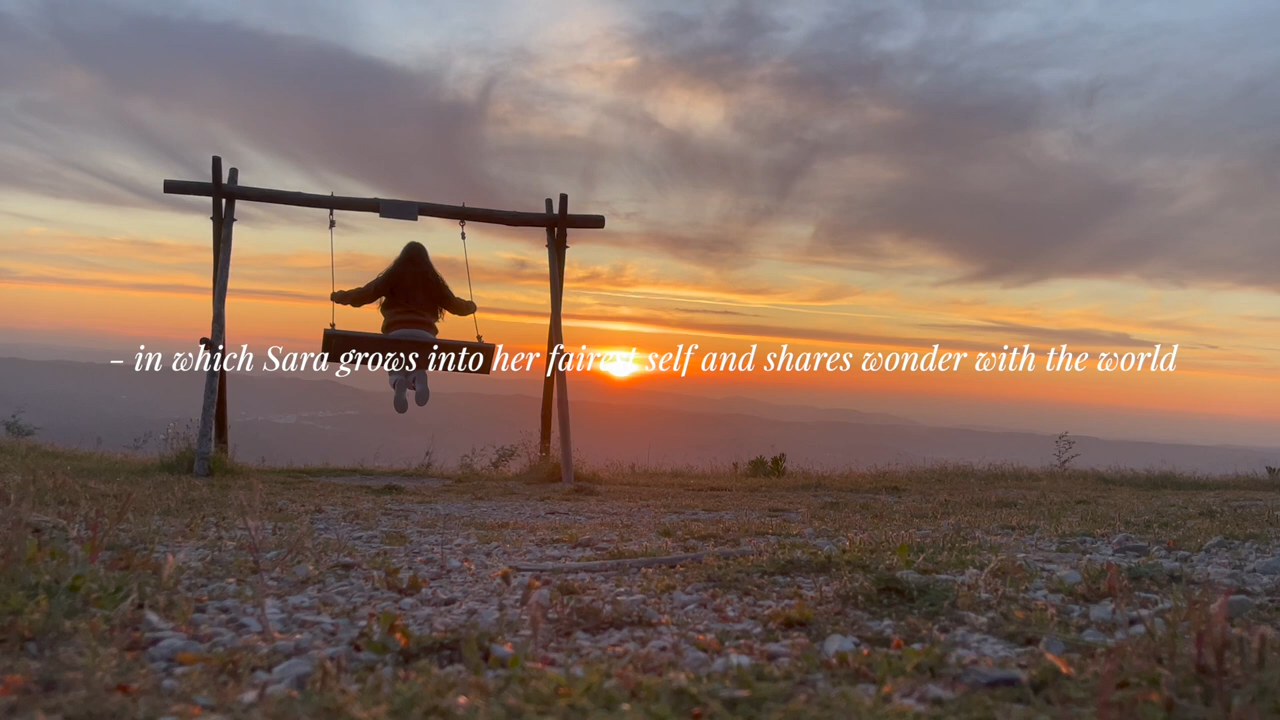 – in which Sara grows into her fairest self and shares wonder with the world